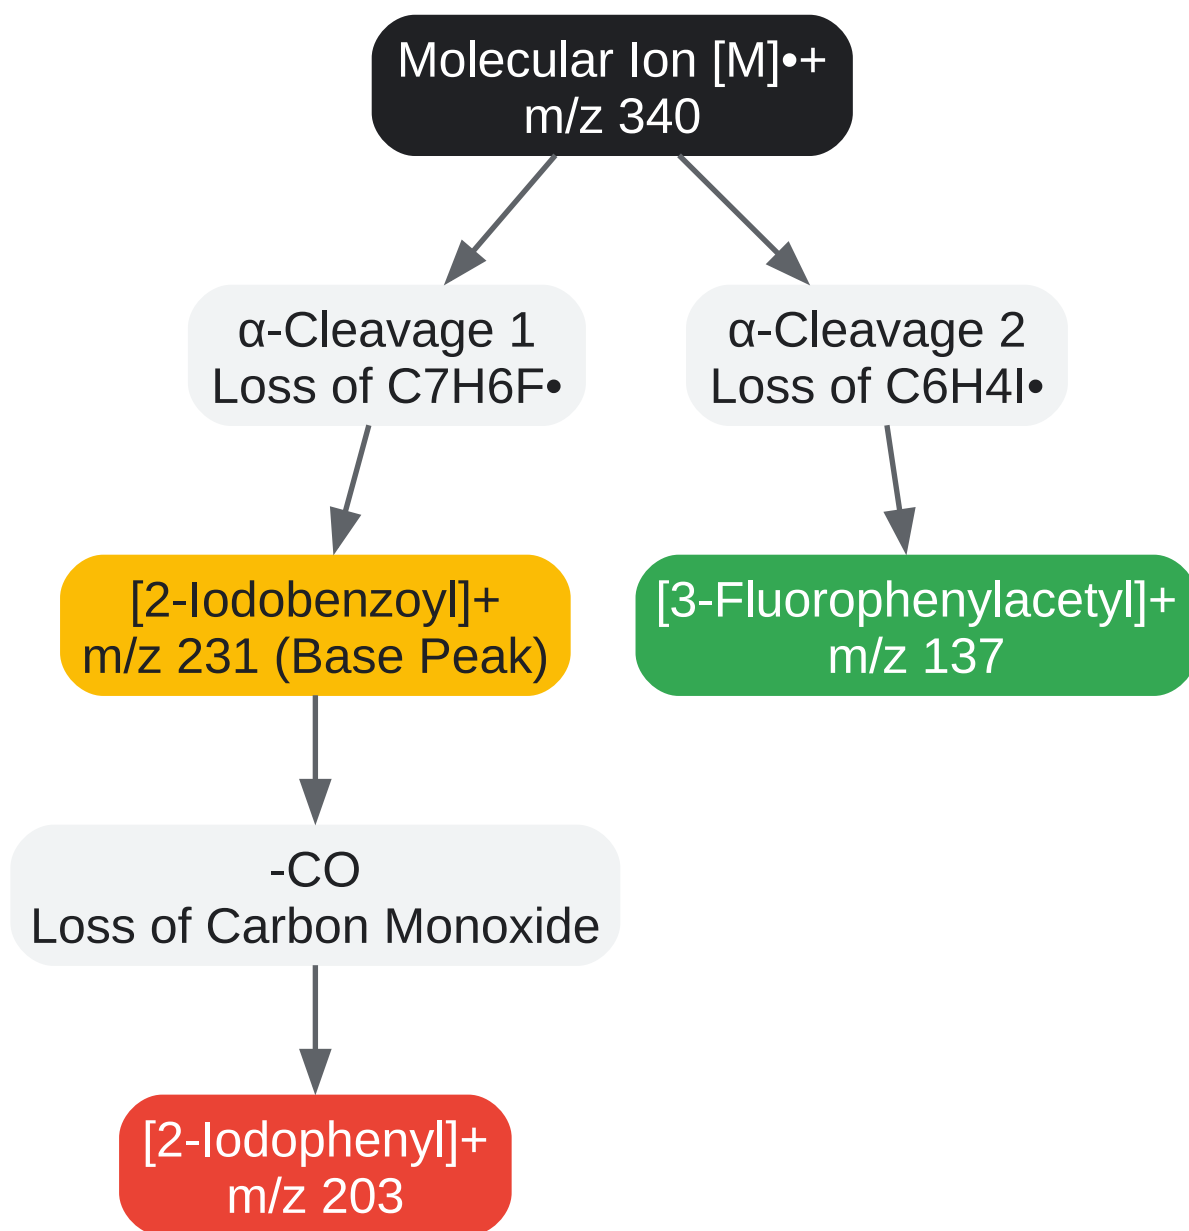 Molecular Ion [M]•+
m/z 340
α-Cleavage 1
Loss of C7H6F•
α-Cleavage 2
Loss of C6H4I•
[2-Iodobenzoyl]+
m/z 231 (Base Peak)
[3-Fluorophenylacetyl]+
m/z 137
-CO
Loss of Carbon Monoxide
[2-Iodophenyl]+
m/z 203